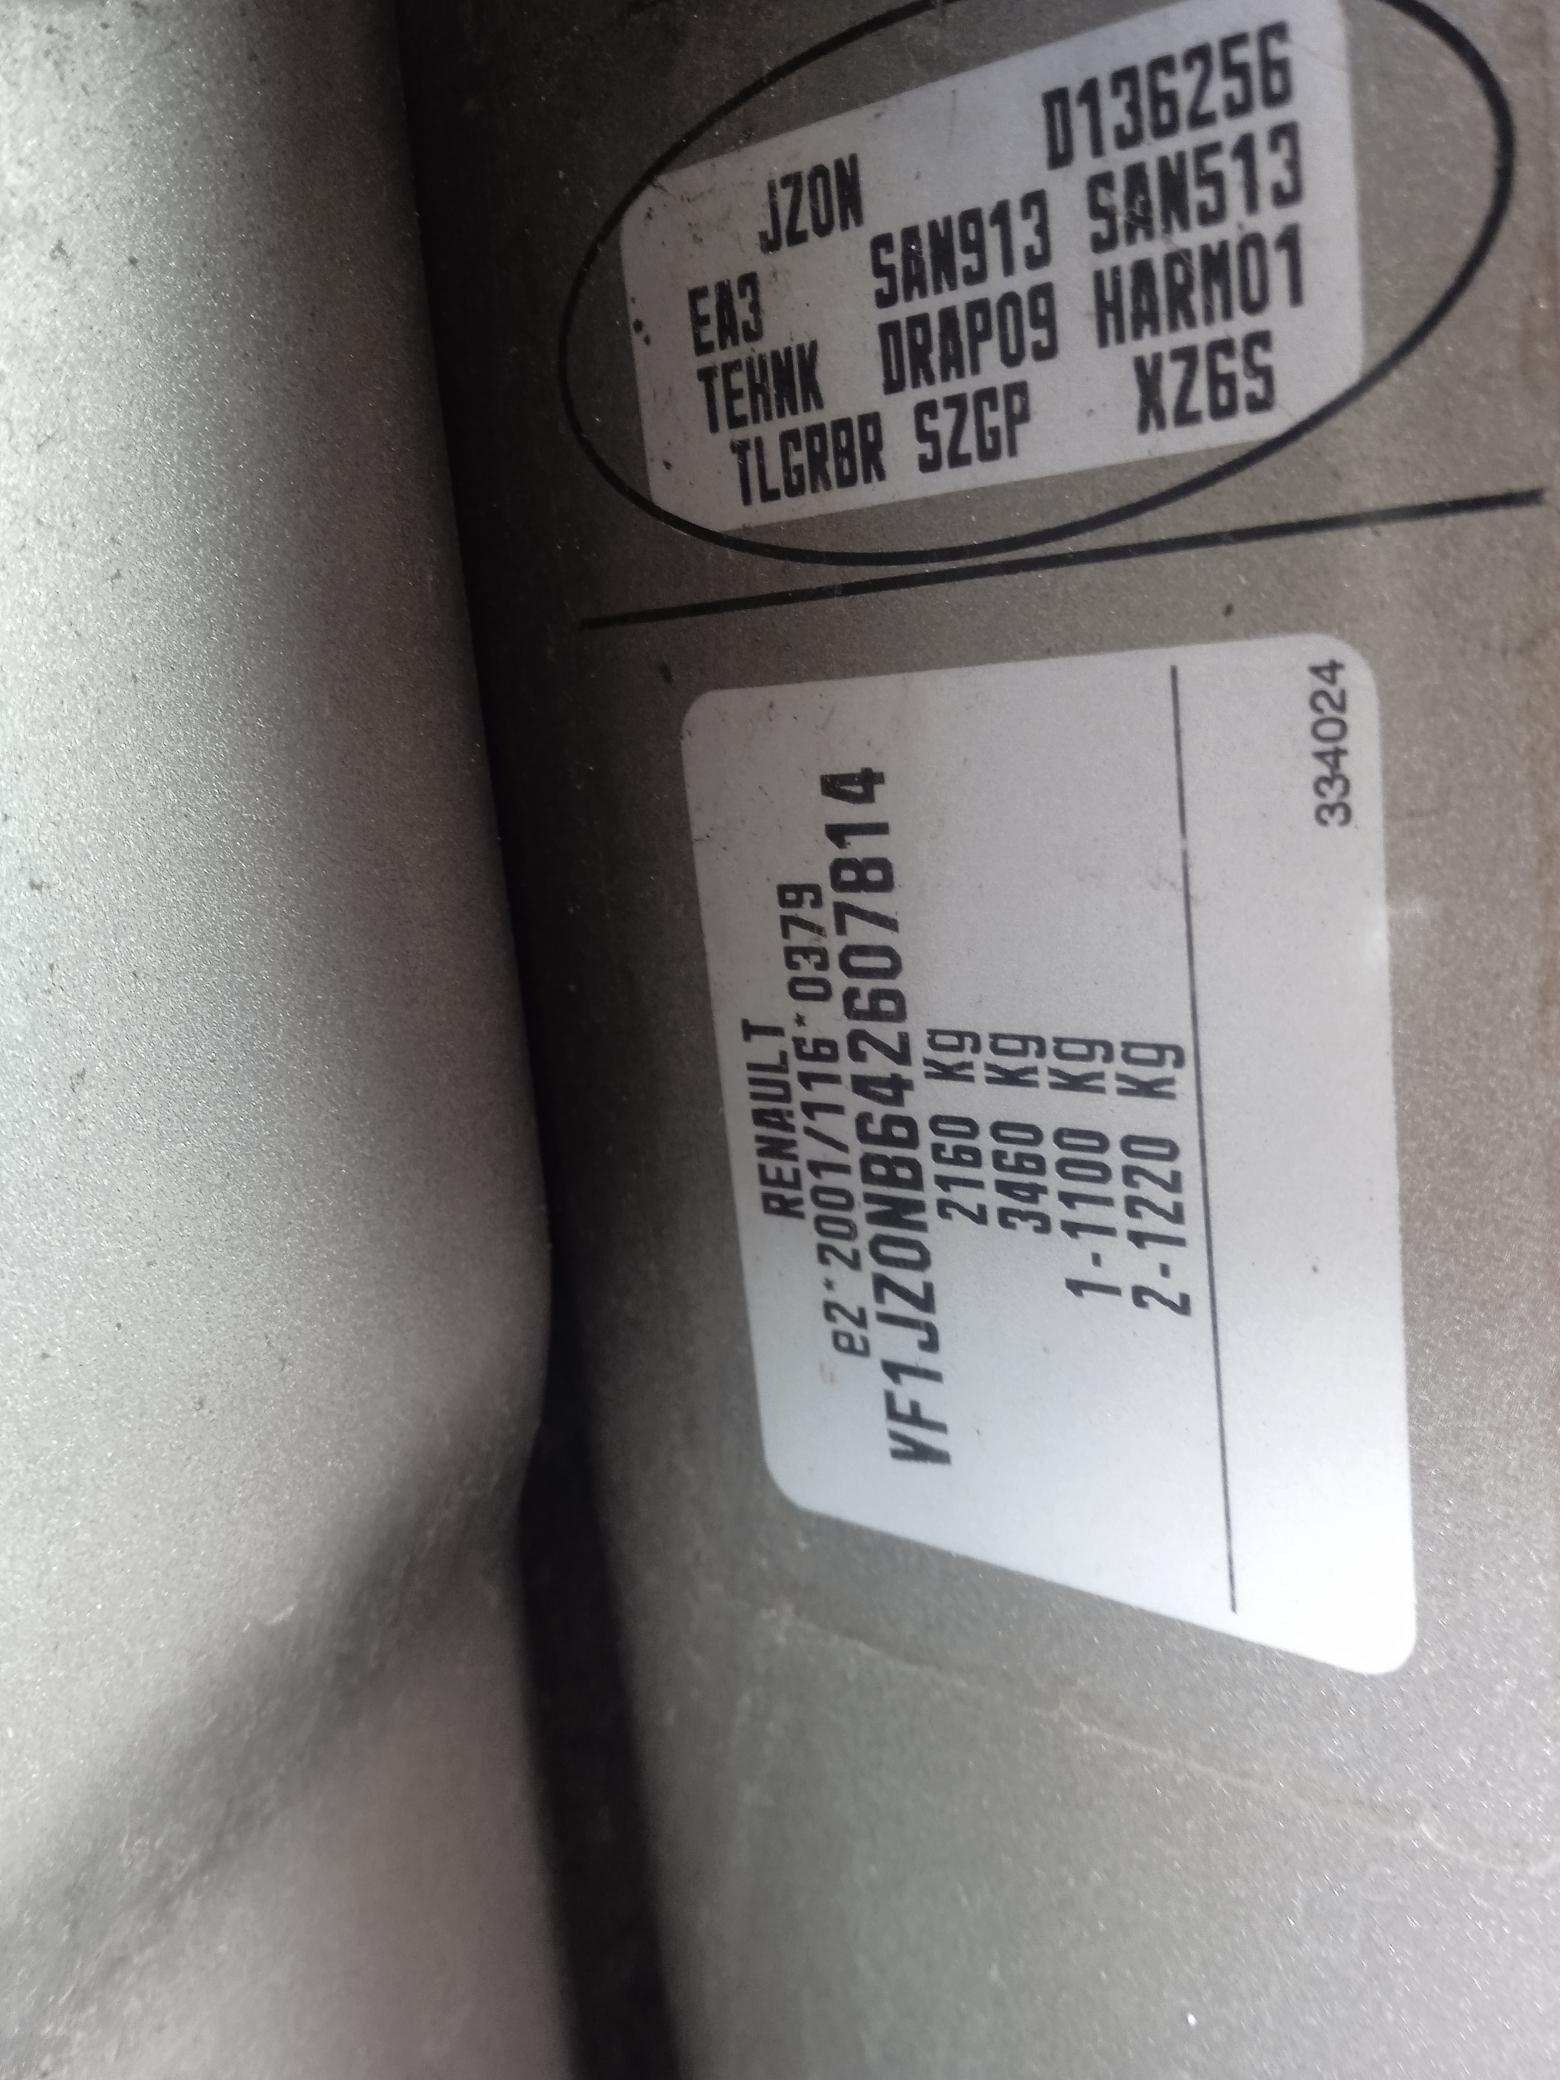 JZ0N D136256
EA3 SAN913 SAN513
TEHNK DRAP09 HARM01
TLGRBR SZGP XZ6S
RENAULT
e2*2001/116*0379
VF1JZ0NB642607814
2160 Kg
3460 Kg
1-1100 Kg
2-1220 Kg
334024